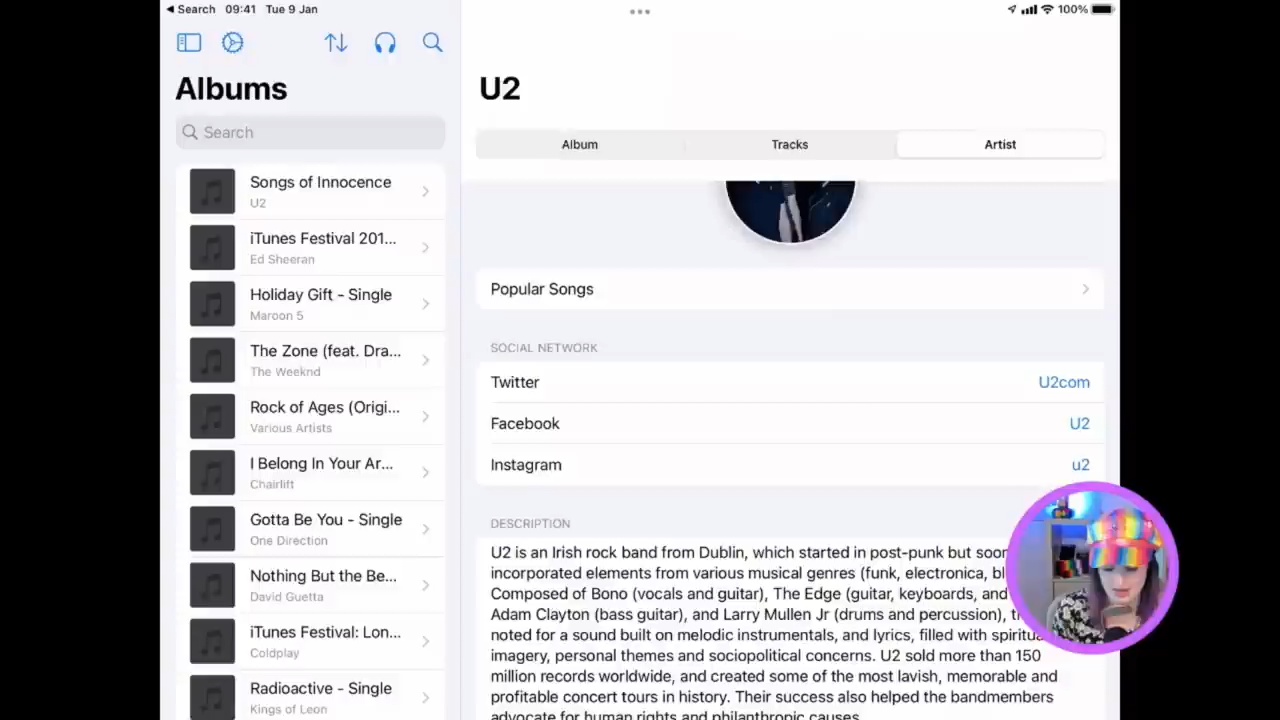 Search 09:41 Tue 9 Jan
100%
Albums
Search
Songs of Innocence
U2
iTunes Festival 201...
Ed Sheeran
Holiday Gift - Single
Maroon 5
The Zone (feat. Dra...
The Weeknd
Rock of Ages (Origi...
Various Artists
I Belong In Your Ar...
Chairlift
Gotta Be You - Single
One Direction
Nothing But the Be...
David Guetta
iTunes Festival: Lon...
Coldplay
Radioactive - Single
Kings of Leon
U2
Album Tracks Artist
Popular Songs
SOCIAL NETWORK
Twitter U2com
Facebook U2
Instagram u2
DESCRIPTION
U2 is an Irish rock band from Dublin, which started in post-punk but soon
incorporated elements from various musical genres (funk, electronica,
Composed of Bono (vocals and guitar), The Edge (guitar, keyboards, and
Adam Clayton (bass guitar), and Larry Mullen Jr (drums and percussion),
noted for a sound built on melodic instrumentals, and lyrics, filled with
imagery, personal themes and sociopolitical concerns. U2 sold more than 150
million records worldwide, and created some of the most lavish, memorable and
profitable concert tours in history. Their success also helped the bandmembers
advocate for human rights and philanthropic causes.